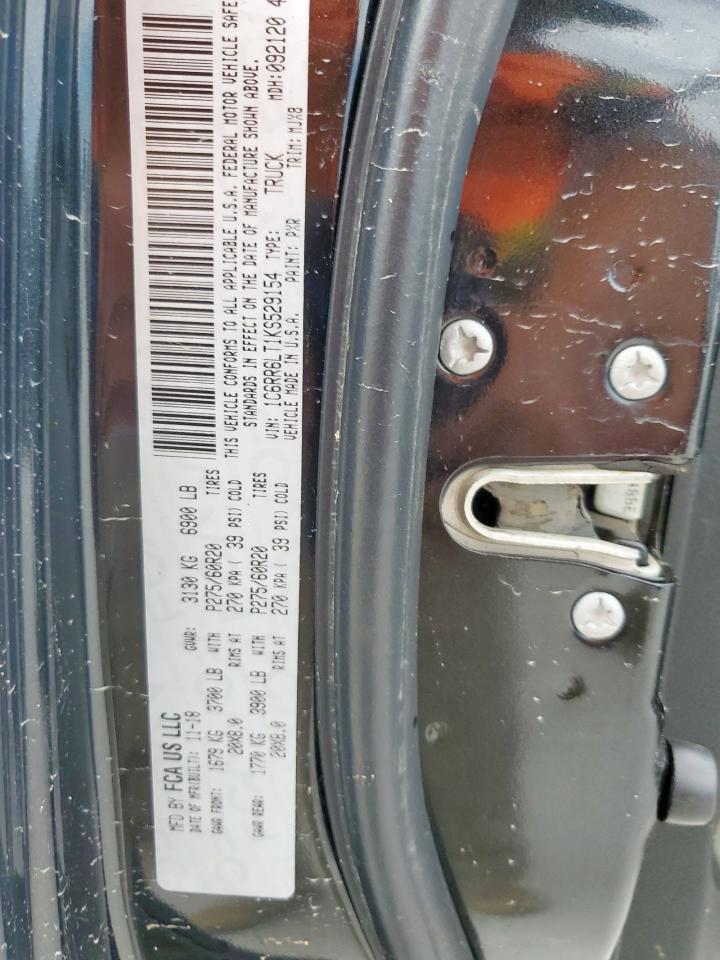 MFD BY FCA US LLC
DATE OF MFR(BUILT): 11-18 GVWR: 3130 KG 6900 LB
GAWR FRONT: 1679 KG 3700 LB WITH P275/60R20 TIRES
20X8.0 RIMS AT 270 KPA ( 39 PSI) COLD
GAWR REAR: 1770 KG 3900 LB WITH P275/60R20 TIRES
20X8.0 RIMS AT 270 KPA ( 39 PSI) COLD
THIS VEHICLE CONFORMS TO ALL APPLICABLE U.S.A. FEDERAL MOTOR VEHICLE SAFE
STANDARDS IN EFFECT ON THE DATE OF MANUFACTURE SHOWN ABOVE.
VIN: 1C6RR6LT1KS529154 TYPE: TRUCK MDH:092120 4
VEHICLE MADE IN U.S.A. PAINT: PXR TRIM: MJX8